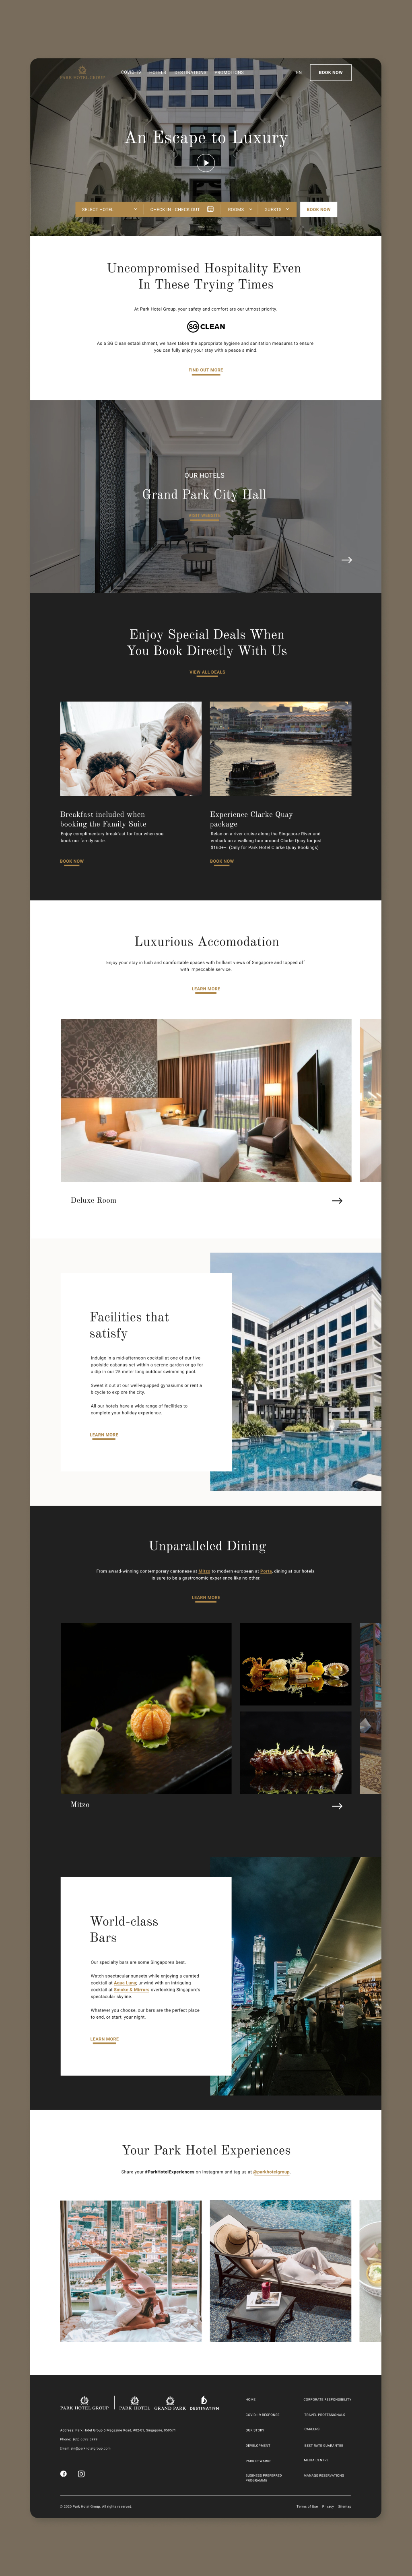 PARK HOTEL GROUP
COVID-19 HOTELS DESTINATIONS PROMOTIONS
EN
BOOK NOW
An Escape to Luxury
SELECT HOTEL
CHECK IN - CHECK OUT
ROOMS
GUESTS
BOOK NOW
Uncompromised Hospitality Even
In These Trying Times
At Park Hotel Group, your safety and comfort are our utmost priority.
SG CLEAN
As a SG Clean establishment, we have taken the appropriate hygiene and sanitation measures to ensure
you can fully enjoy your stay with a peace a mind.
FIND OUT MORE
OUR HOTELS
Grand Park City Hall
VISIT WEBSITE
Enjoy Special Deals When
You Book Directly With Us
VIEW ALL DEALS
Breakfast included when
booking the Family Suite
Enjoy complimentary breakfast for four when you
book our family suite.
BOOK NOW
Experience Clarke Quay
package
Relax on a river cruise along the Singapore River and
embark on a walking tour around Clarke Quay for just
$160++. (Only for Park Hotel Clarke Quay Bookings)
BOOK NOW
Luxurious Accomodation
Enjoy your stay in lush and comfortable spaces with brilliant views of Singapore and topped off
with impeccable service.
LEARN MORE
Deluxe Room
Facilities that
satisfy
Indulge in a mid-afternoon cocktail at one of our five
poolside cabanas set within a serene garden or go for
a dip in our 25 meter long outdoor swimming pool.
Sweat it out at our well-equipped gynasiums or rent a
bicycle to explore the city.
All our hotels have a wide range of facilities to
complete your holiday experience.
LEARN MORE
Unparalleled Dining
From award-winning contemporary cantonese at Mitzo to modern european at Porta, dining at our hotels
is sure to be a gastronomic experience like no other.
LEARN MORE
Mitzo
World-class
Bars
Our specialty bars are some Singapore's best.
Watch spectacular sunsets while enjoying a curated
cocktail at Aqua Luna, unwind with an intriguing
cocktail at Smoke & Mirrors overlooking Singapore's
spectacular skyline.
Whatever you choose, our bars are the perfect place
to end, or start, your night.
LEARN MORE
Your Park Hotel Experiences
Share your #ParkHotelExperiences on Instagram and tag us at @parkhotelgroup
PARK HOTEL GROUP
PARK HOTEL
GRAND PARK
DESTINATION
Phone: (65) 6593 8999
HOME
COVID-19 RESPONSE
OUR STORY
DEVELOPMENT
PARK REWARDS
BUSINESS PREFERRED
PROGRAMME
CORPORATE RESPONSIBILITY
TRAVEL PROFESSIONALS
CAREERS
BEST RATE GUARANTEE
MEDIA CENTRE
MANAGE RESERVATIONS
© 2020 Park Hotel Group. All rights reserved.
Terms of Use Privacy Sitemap